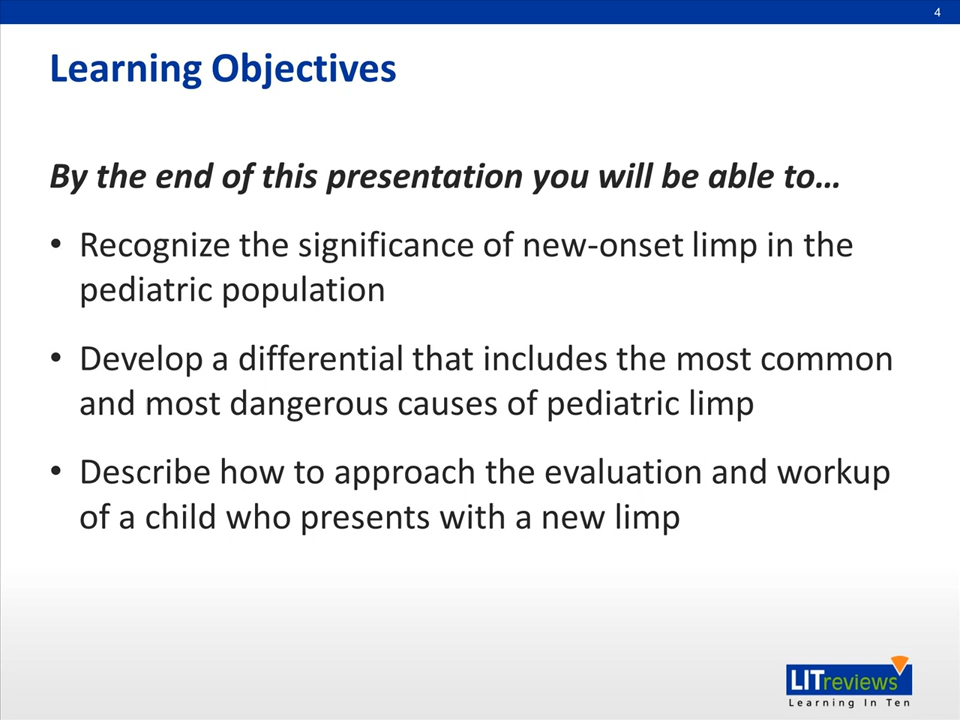 4
Learning Objectives
By the end of this presentation you will be able to…
• Recognize the significance of new-onset limp in the
pediatric population
• Develop a differential that includes the most common
and most dangerous causes of pediatric limp
• Describe how to approach the evaluation and workup
of a child who presents with a new limp
LITreviews
Learning In Ten